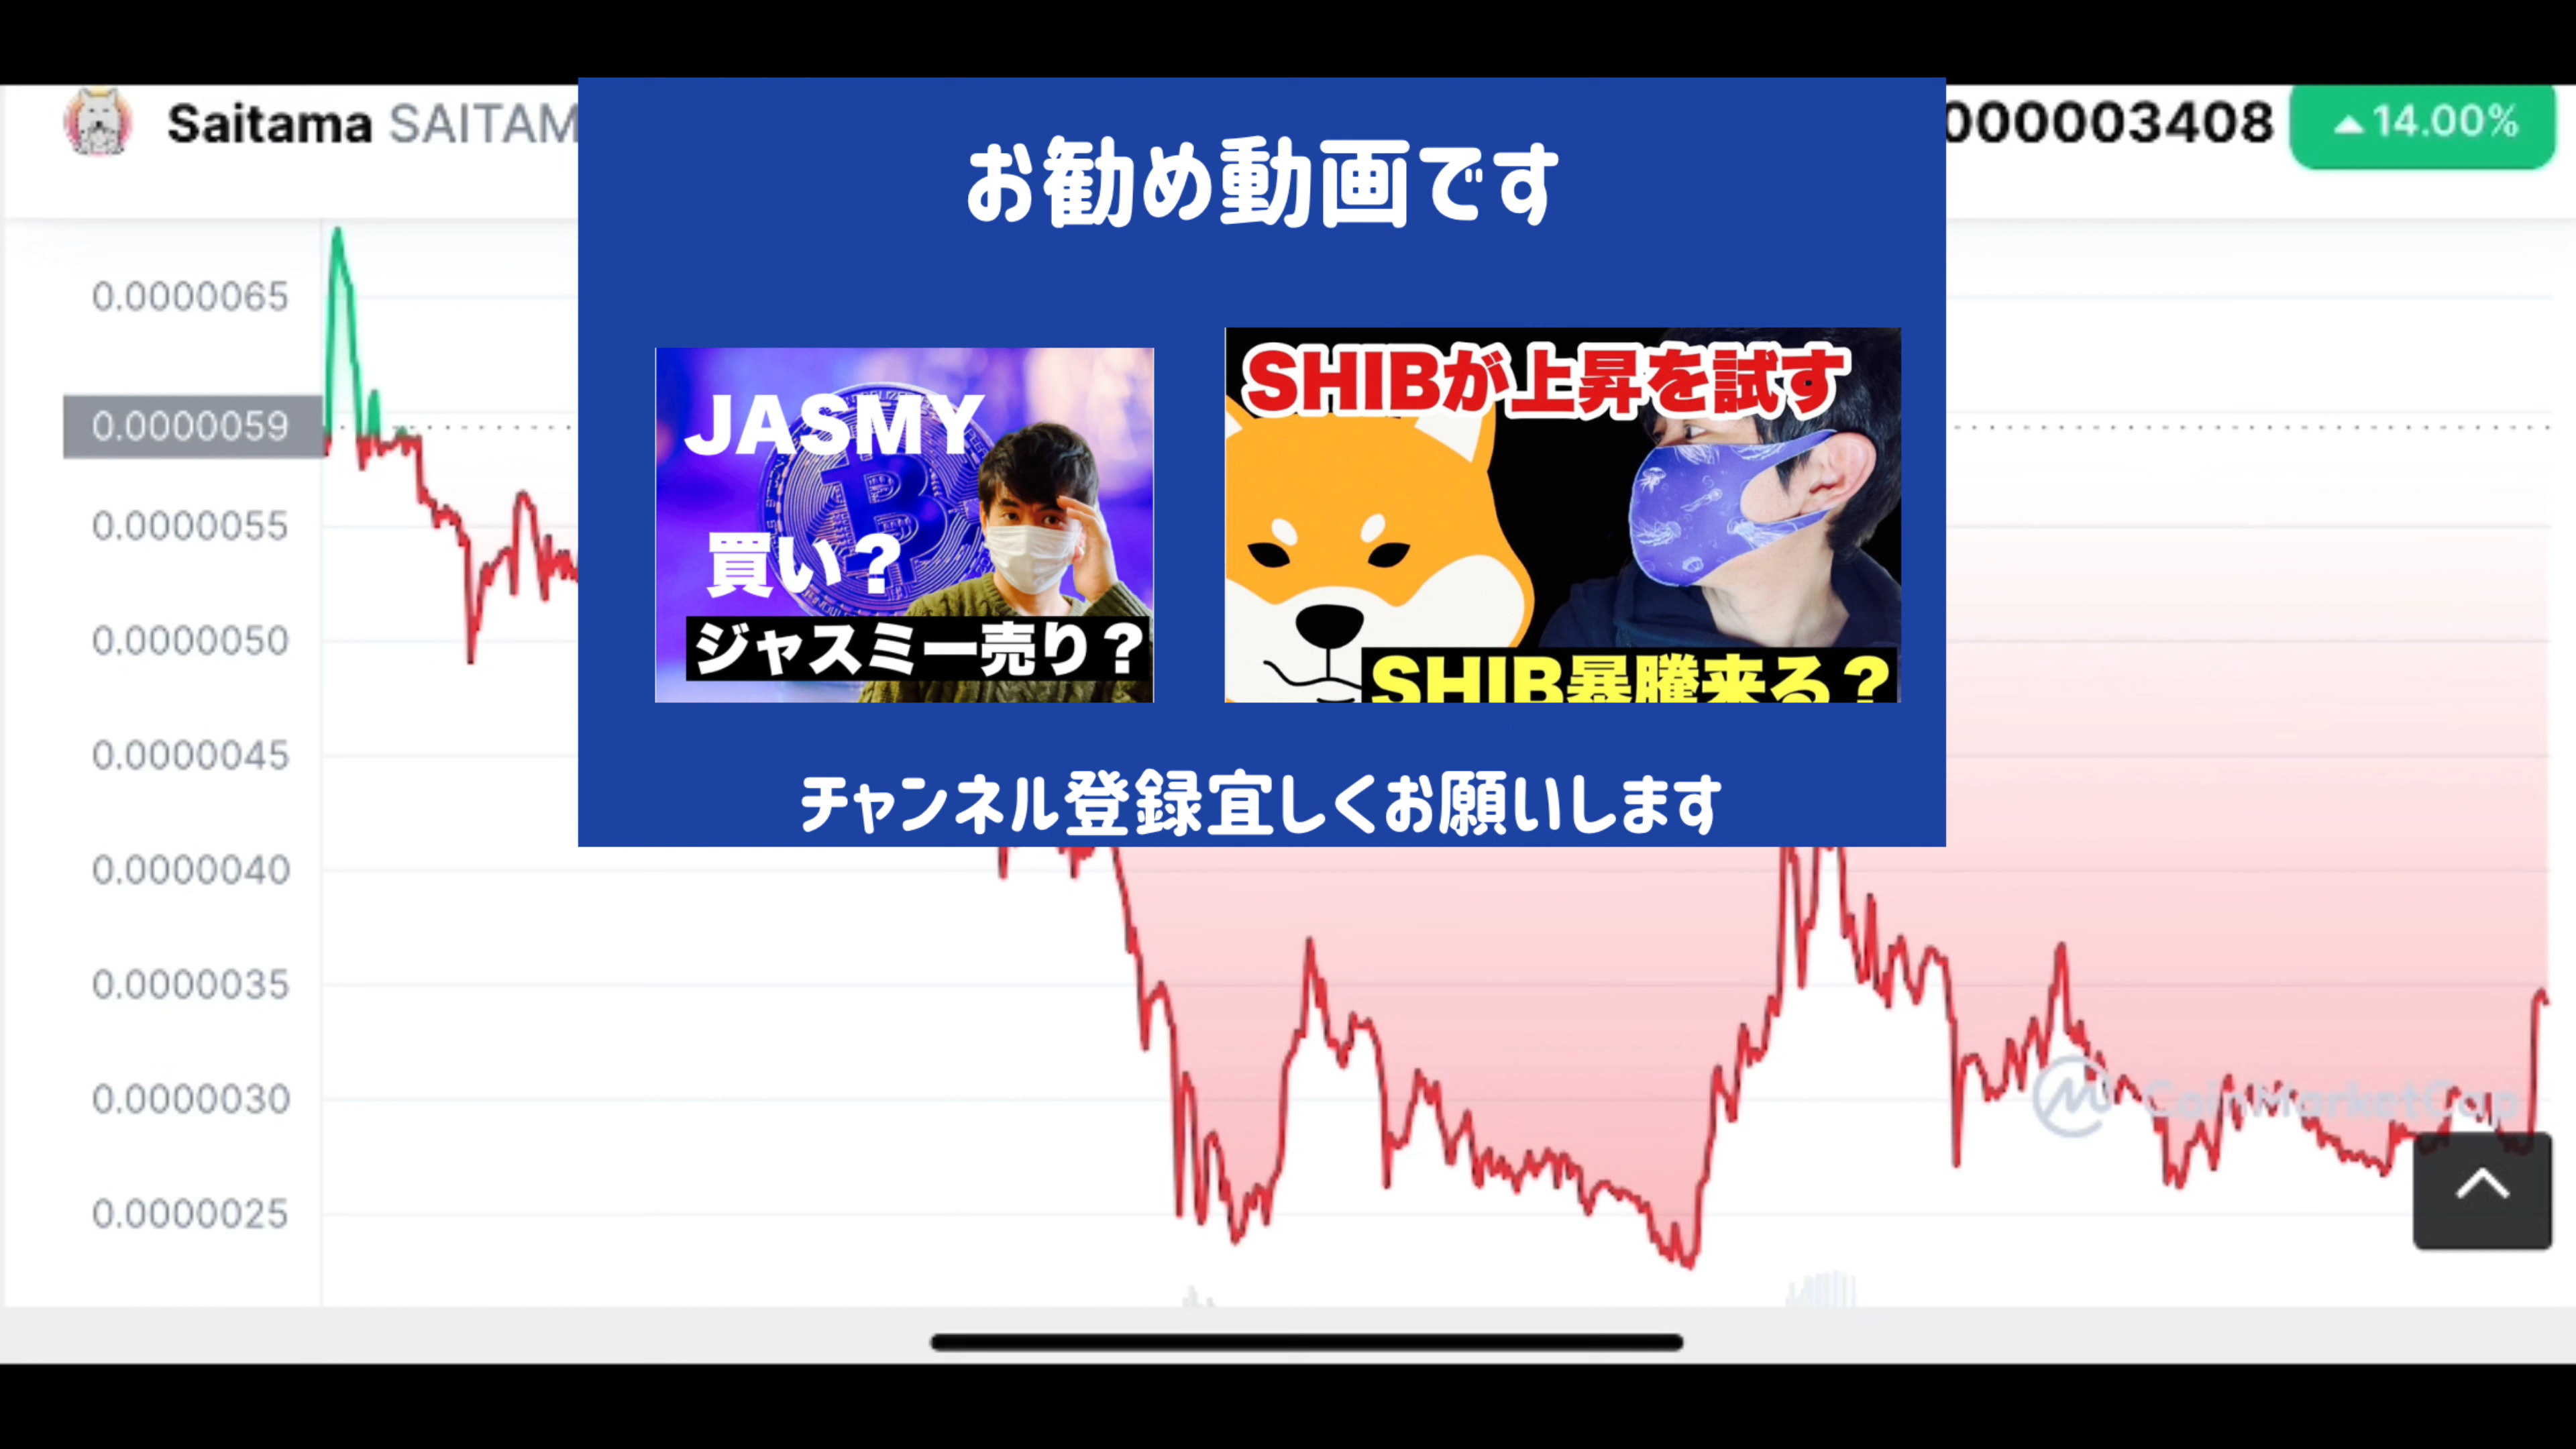 Saitama SAITAM
000003408
▲14.00%
お勧め動画です
0.0000065
0.0000059
0.0000055
0.0000050
0.0000045
0.0000040
0.0000035
0.0000030
0.0000025
JASMY
買い？
ジャスミー売り？
SHIBが上昇を試す
SHIB暴騰来る？
チャンネル登録宜しくお願いします
CoinMarketCap